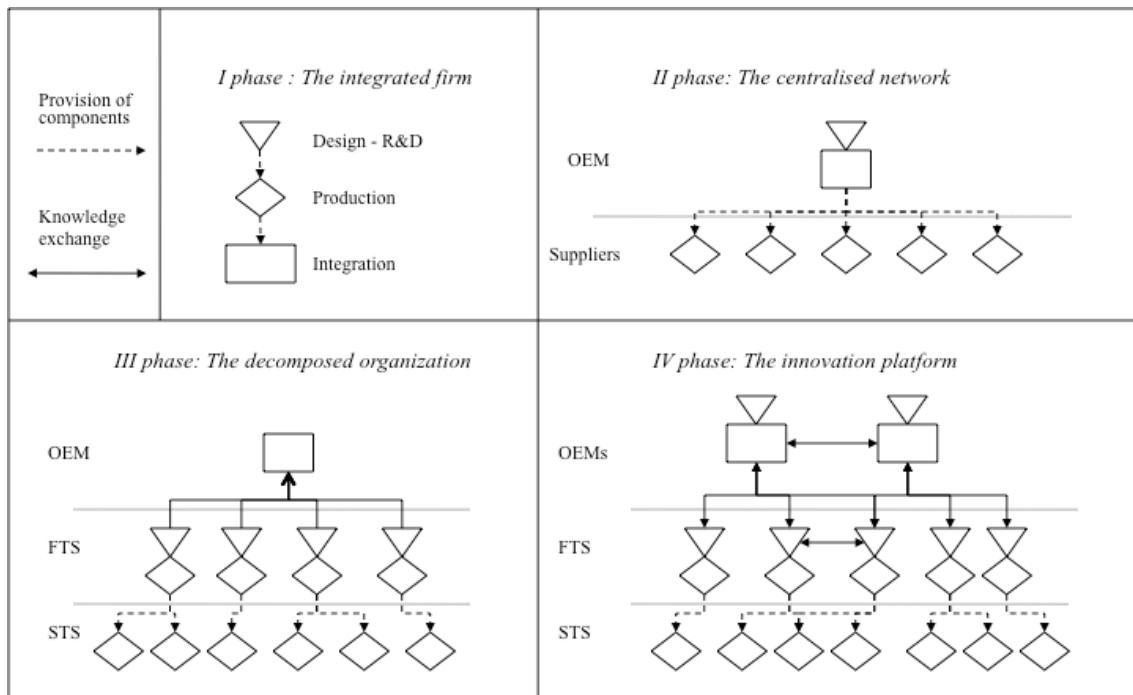 Provision of
components
Knowledge
exchange
I phase : The integrated firm
Design - R&D
Production
Integration
II phase: The centralised network
OEM
Suppliers
III phase: The decomposed organization
OEM
FTS
STS
IV phase: The innovation platform
OEMs
FTS
STS